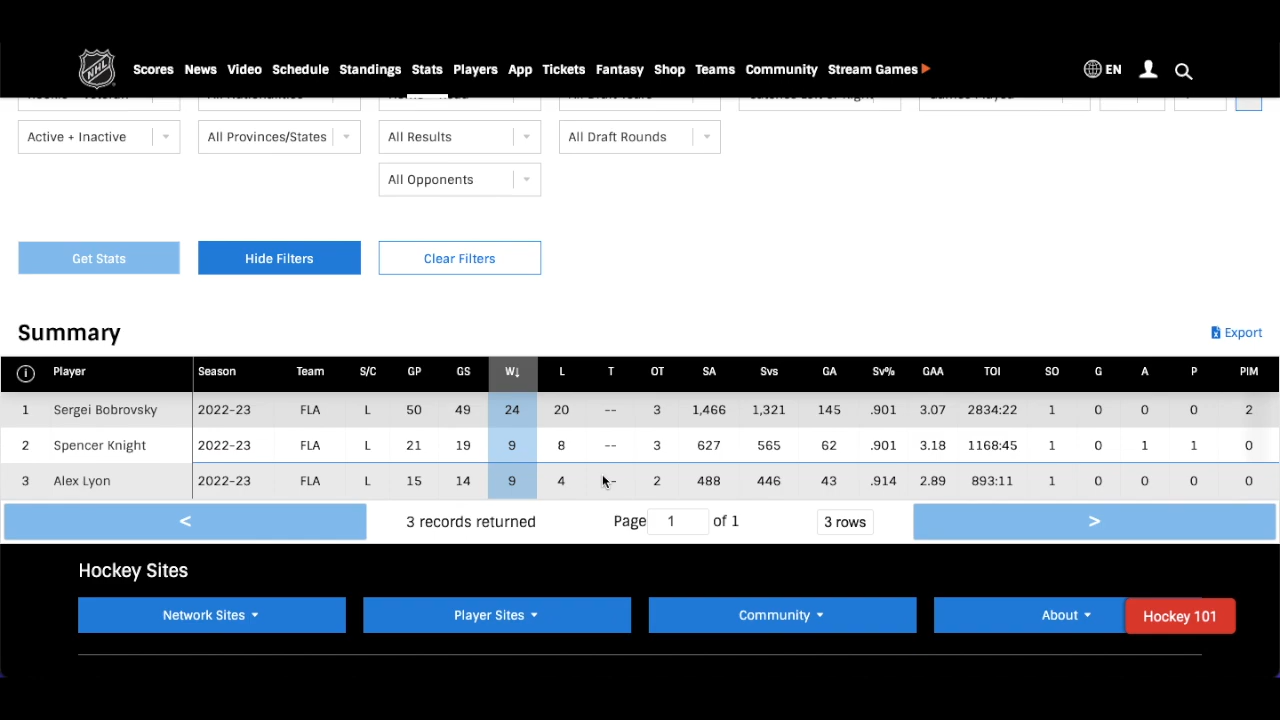 NHL
Scores News Video Schedule Standings Stats Players App Tickets Fantasy Shop Teams Community Stream Games EN
Active + Inactive All Provinces/States All Results All Draft Rounds
All Opponents
Get Stats Hide Filters Clear Filters
Summary Export
i Player Season Team S/C GP GS W↓ L T OT SA Svs GA Sv% GAA TOI SO G A P PIM
1 Sergei Bobrovsky 2022-23 FLA L 50 49 24 20 -- 3 1,466 1,321 145 .901 3.07 2834:22 1 0 0 0 2
2 Spencer Knight 2022-23 FLA L 21 19 9 8 -- 3 627 565 62 .901 3.18 1168:45 1 0 1 1 0
3 Alex Lyon 2022-23 FLA L 15 14 9 4 -- 2 488 446 43 .914 2.89 893:11 1 0 0 0 0
< 3 records returned Page 1 of 1 3 rows >
Hockey Sites
Network Sites Player Sites Community About Hockey 101